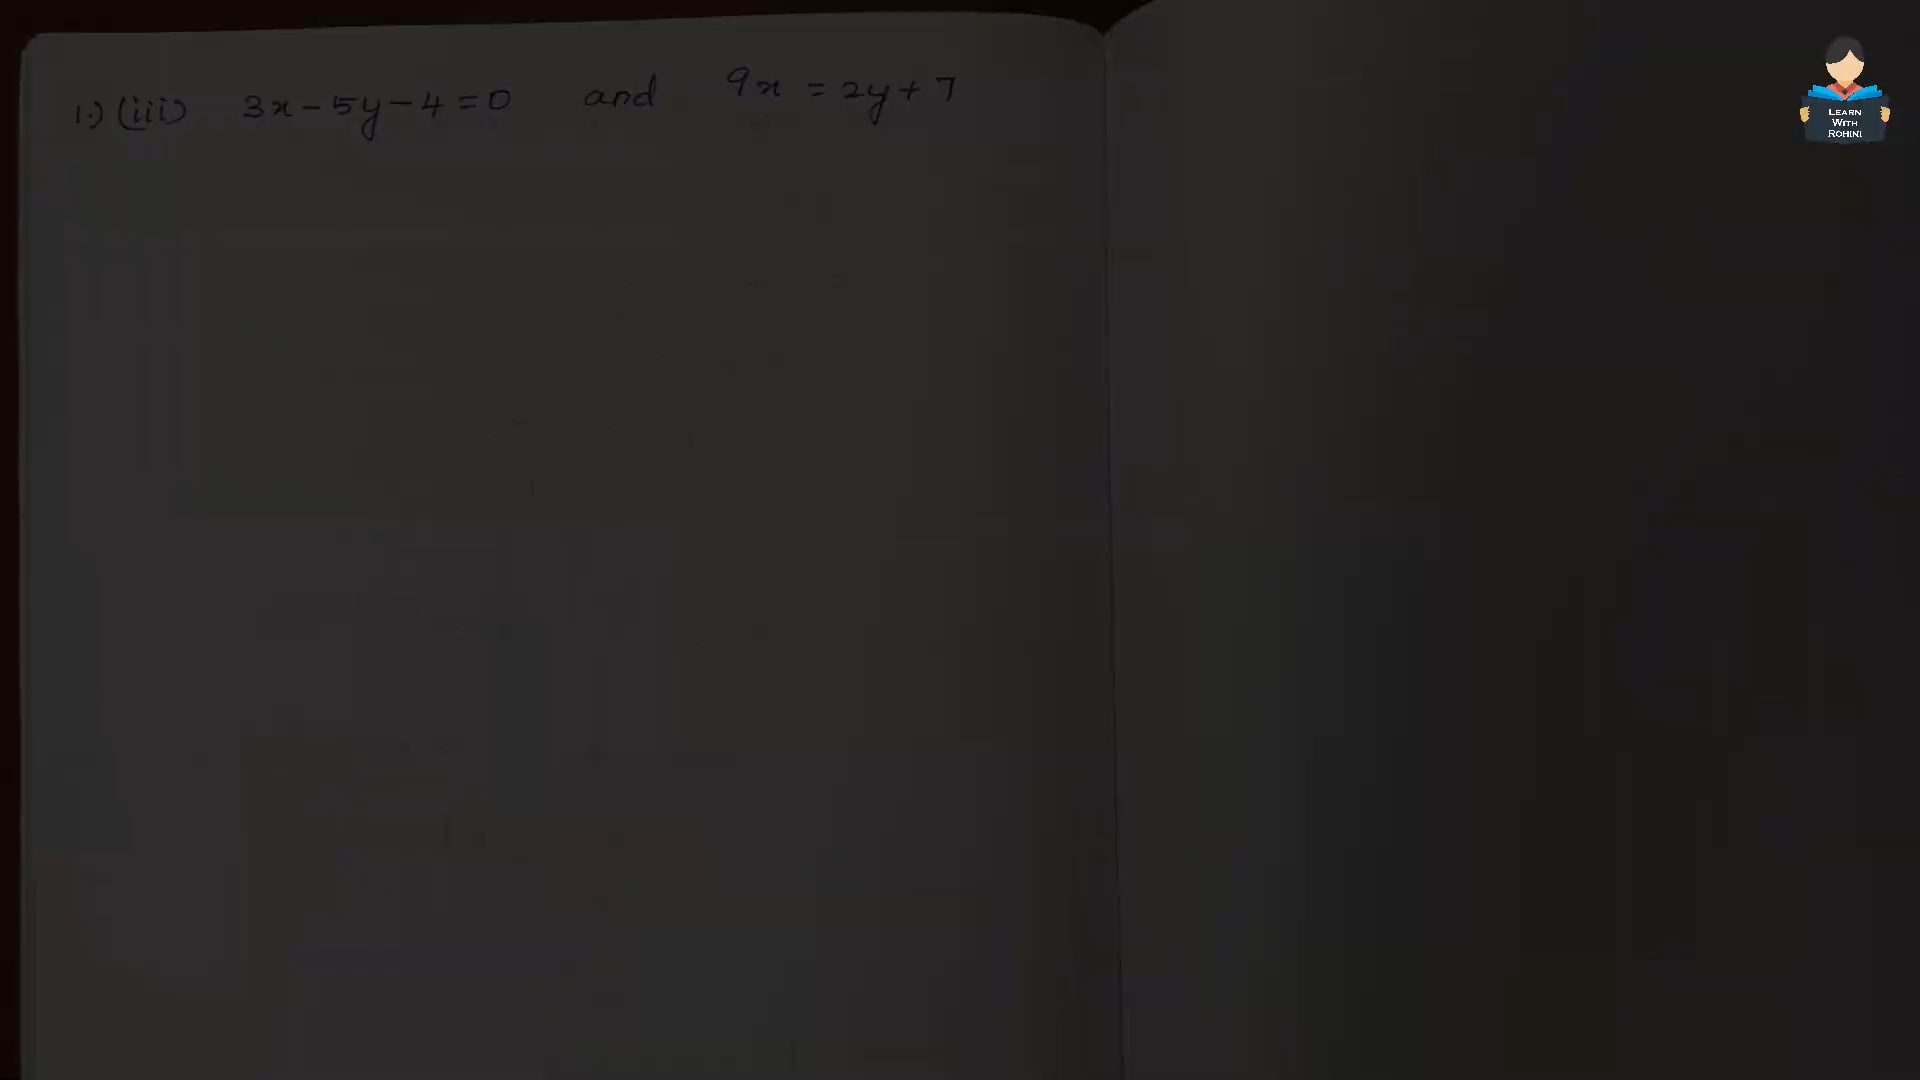 1.) (iii) 3x - 5y - 4 = 0 and 9x = 2y + 7
LEARN
WITH
ROHINI